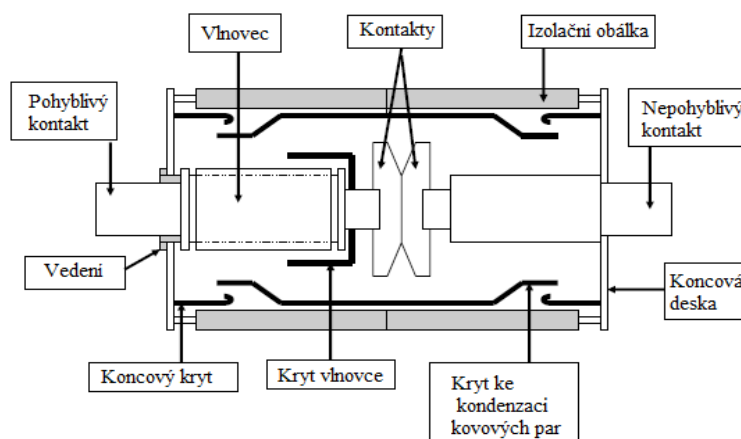 Vlnovec
Kontakty
Izolační obálka
Pohyblivý
kontakt
Nepohyblivý
kontakt
Vedení
Koncová
deska
Koncový kryt
Kryt vlnovce
Kryt ke
kondenzaci
kovových par